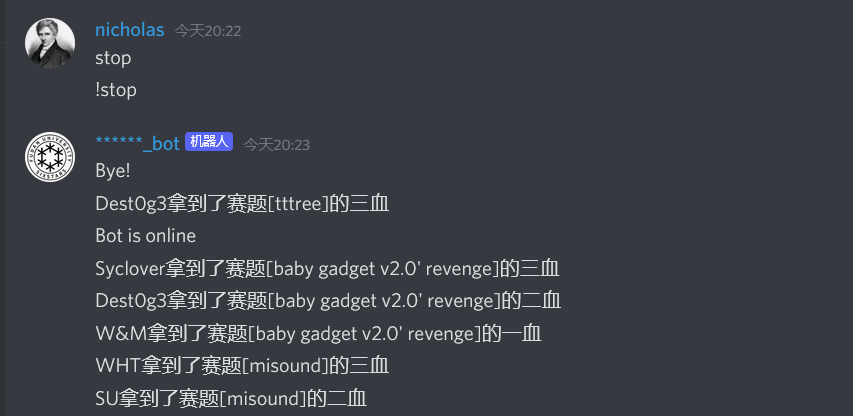 nicholas 今天20:22
stop
!stop
******_bot 机器人 今天20:23
Bye!
Dest0g3拿到了赛题[tttree]的三血
Bot is online
Syclover拿到了赛题[baby gadget v2.0' revenge]的三血
Dest0g3拿到了赛题[baby gadget v2.0' revenge]的二血
W&M拿到了赛题[baby gadget v2.0' revenge]的一血
WHT拿到了赛题[misound]的三血
SU拿到了赛题[misound]的二血